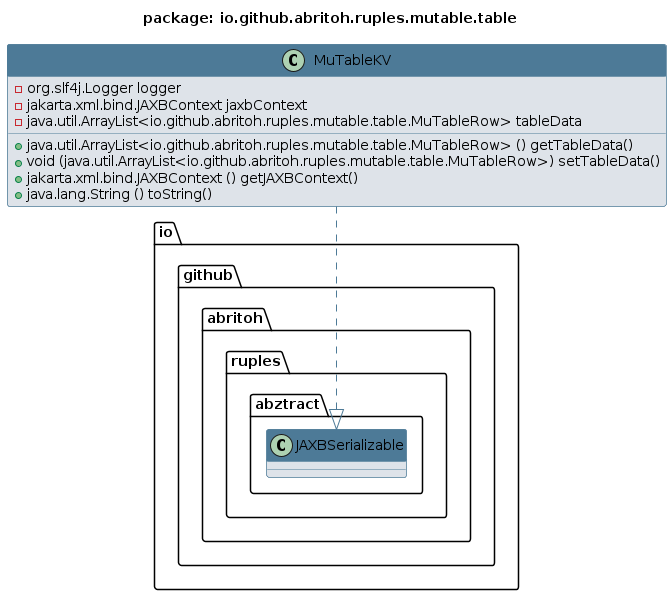 package: io.github.abritoh.ruples.mutable.table
C MuTableKV
org.slf4j.Logger logger
jakarta.xml.bind.JAXBContext jaxbContext
java.util.ArrayList<io.github.abritoh.ruples.mutable.table.MuTableRow> tableData
java.util.ArrayList<io.github.abritoh.ruples.mutable.table.MuTableRow> () getTableData()
void (java.util.ArrayList<io.github.abritoh.ruples.mutable.table.MuTableRow>) setTableData()
jakarta.xml.bind.JAXBContext () getJAXBContext()
java.lang.String () toString()
io
github
abritoh
ruples
abztract
C JAXBSerializable